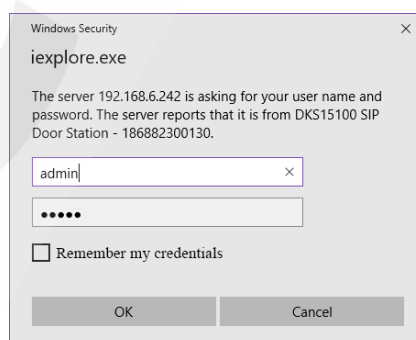 Windows Security
iexplore.exe
The server 192.168.6.242 is asking for your user name and
password. The server reports that it is from DKS15100 SIP
Door Station - 186882300130.
admin
•••••
Remember my credentials
OK
Cancel